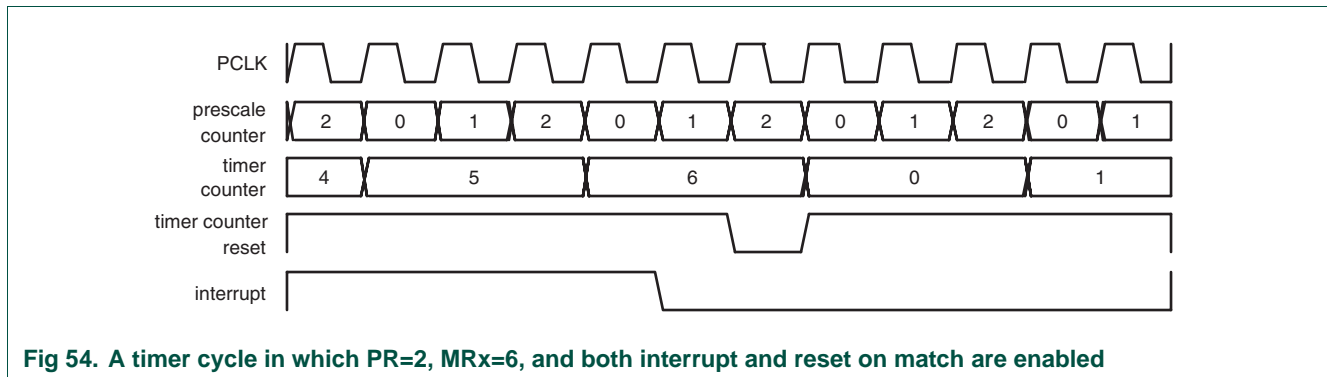 PCLK
prescale
counter
2 0 1 2 0 1 2 0 1 2 0 1
timer
counter
4 5 6 0 1
timer counter
reset
interrupt
Fig 54. A timer cycle in which PR=2, MRx=6, and both interrupt and reset on match are enabled